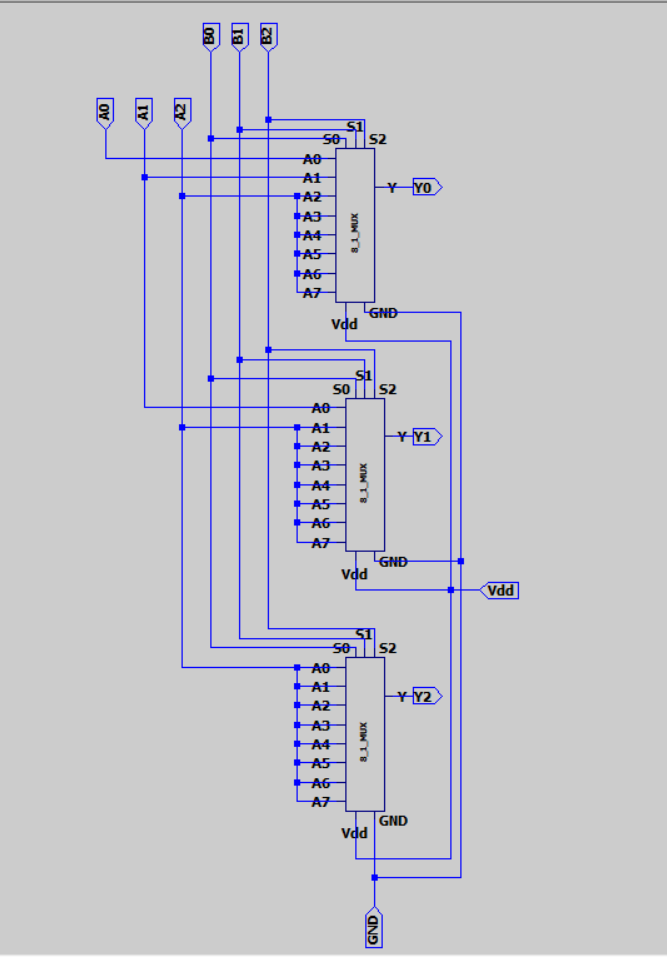 B0 B1 B2
A0 A1 A2
S1
S0 S2
A0
A1
Y Y0
A2
A3
8_1_MUX
A4
A5
A6
A7
GND
Vdd
S1
S0 S2
A0
A1
Y Y1
A2
A3
8_1_MUX
A4
A5
A6
A7
GND
Vdd
Vdd
S1
S0 S2
A0
A1
Y Y2
A2
A3
8_1_MUX
A4
A5
A6
A7
GND
Vdd
GND